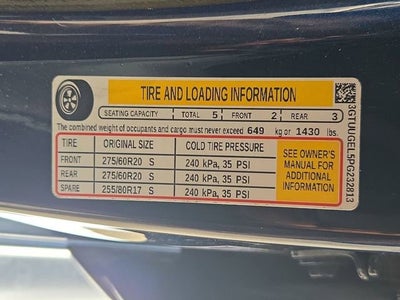 TIRE AND LOADING INFORMATION
SEATING CAPACITY TOTAL 5 FRONT 2 REAR 3
The combined weight of occupants and cargo must never exceed 649 kg or 1430 lbs.
TIRE ORIGINAL SIZE COLD TIRE PRESSURE
FRONT 275/60R20 S 240 kPa, 35 PSI
REAR 275/60R20 S 240 kPa, 35 PSI
SPARE 255/80R17 S 240 kPa, 35 PSI
SEE OWNER'S
MANUAL FOR
ADDITIONAL
INFORMATION
3GTUUGEL5PG232813